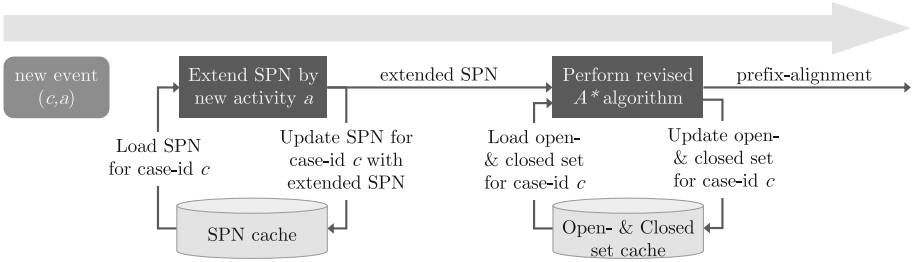 new event
(c,a)
Extend SPN by
new activity a
extended SPN
Perform revised
A* algorithm
prefix-alignment
Load SPN
for case-id c
Update SPN for
case-id c with
extended SPN
Load open-
& closed set
for case-id c
Update open-
& closed set
for case-id c
SPN cache
Open- & Closed
set cache